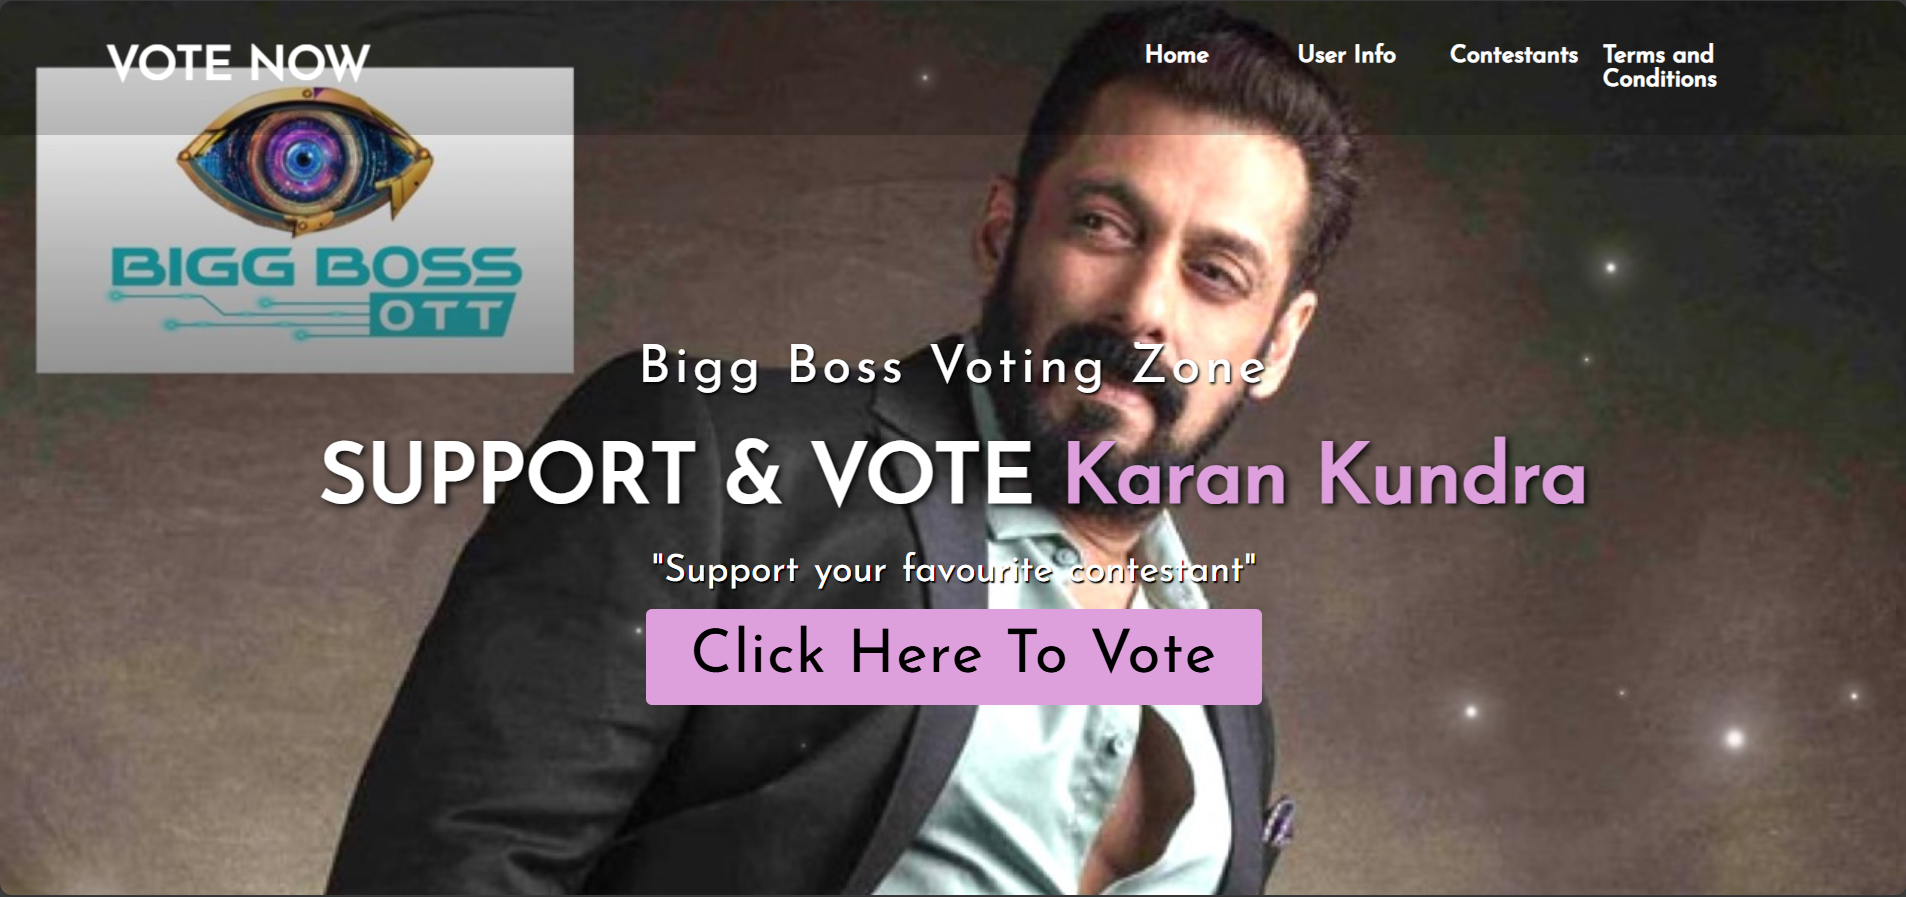 VOTE NOW
Home
User Info
Contestants
Terms and
Conditions
BIGG BOSS
OTT
Bigg Boss Voting Zone
SUPPORT & VOTE Karan Kundra
"Support your favourite contestant"
Click Here To Vote